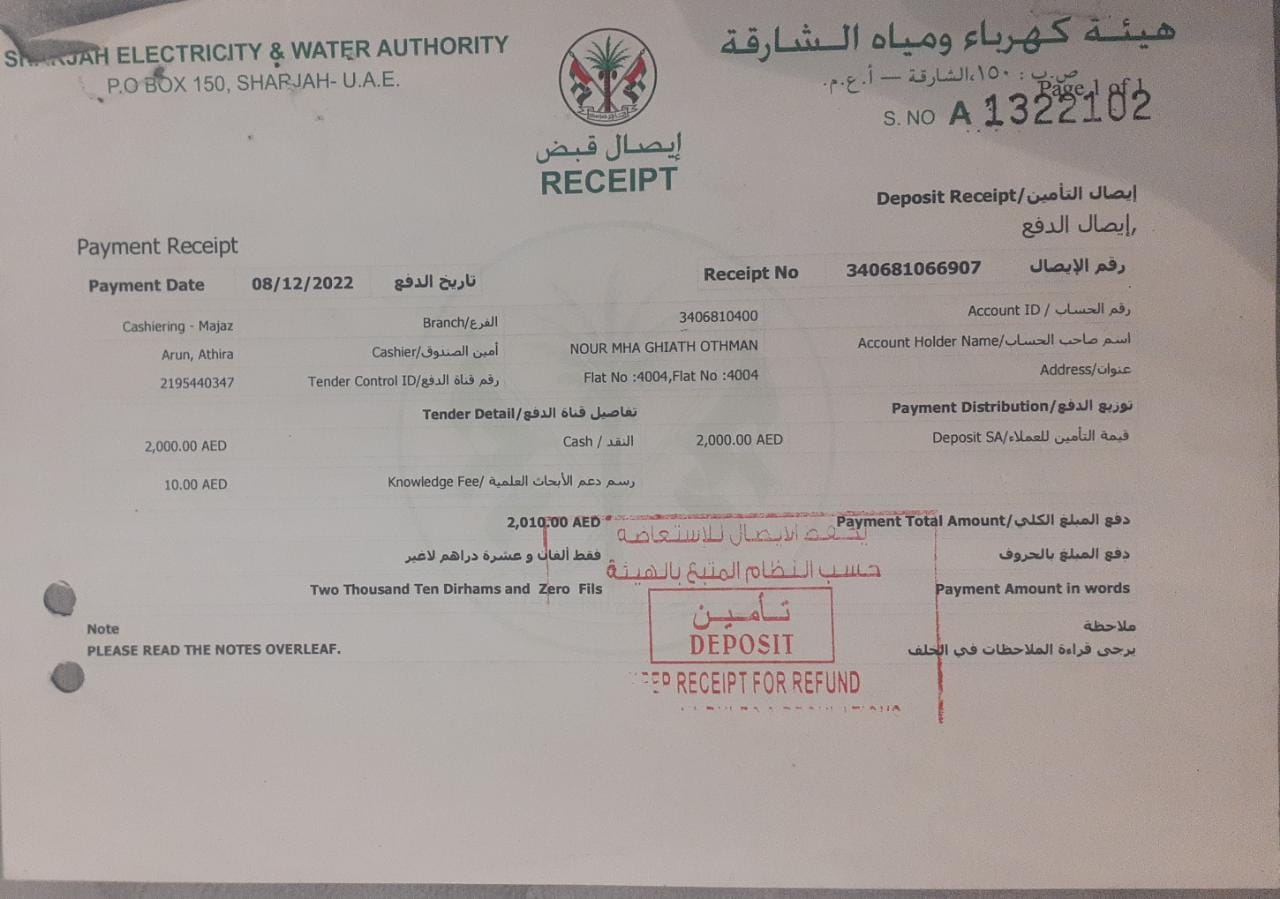 SHARJAH ELECTRICITY & WATER AUTHORITY
P.O BOX 150, SHARJAH- U.A.E.
هيئة كهرباء ومياه الشارقة
ص.ب : ١٥٠،الشارقة – أ.ع.م.
Page 1 of 1
S. NO A 1322102
إيصال قبض
RECEIPT
Deposit Receipt/إيصال التأمين
إيصال الدفع,
Payment Receipt
Payment Date 08/12/2022 تاريخ الدفع Receipt No 340681066907 رقم الإيصال
Cashiering - Majaz Branch/الفرع 3406810400 Account ID / رقم الحساب
Arun, Athira Cashier/أمين الصندوق NOUR MHA GHIATH OTHMAN Account Holder Name/اسم صاحب الحساب
2195440347 Tender Control ID/رقم قناة الدفع Flat No :4004,Flat No :4004 Address/عنوان
Tender Detail/تفاصيل قناة الدفع Payment Distribution/توزيع الدفع
2,000.00 AED Cash / النقد 2,000.00 AED Deposit SA/قيمة التأمين للعملاء
10.00 AED Knowledge Fee/ رسم دعم الأبحاث العلمية
2,010.00 AED Payment Total Amount/دفع المبلغ الكلي
يحفظ الايصال للإستعاضة
فقط ألفان و عشرة دراهم لاغير دفع المبلغ بالحروف
حسب النظام المتبع بالهيئة
Two Thousand Ten Dirhams and Zero Fils Payment Amount in words
تأمين
DEPOSIT
KEEP RECEIPT FOR REFUND
Note ملاحظة
PLEASE READ THE NOTES OVERLEAF. يرجى قراءة الملاحظات في الخلف